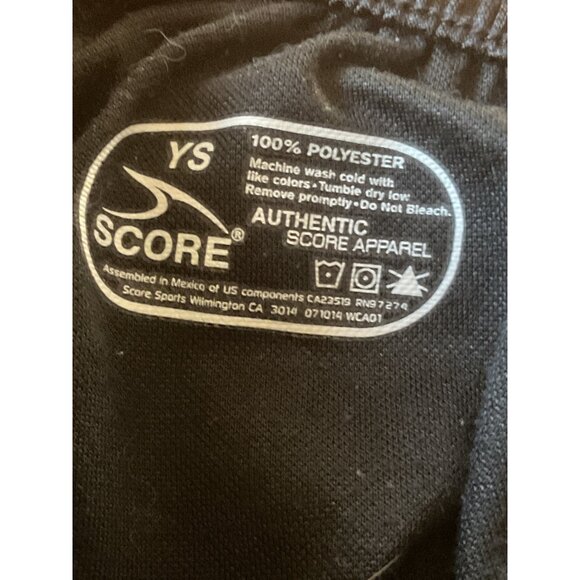 YS
SCORE®
100% POLYESTER
Machine wash cold with
like colors • Tumble dry low
Remove promptly • Do Not Bleach.
AUTHENTIC
SCORE APPAREL
Assembled in Mexico of US components CA23519 RN97274
Score Sports Wilmington CA 3014 071014 WCA01